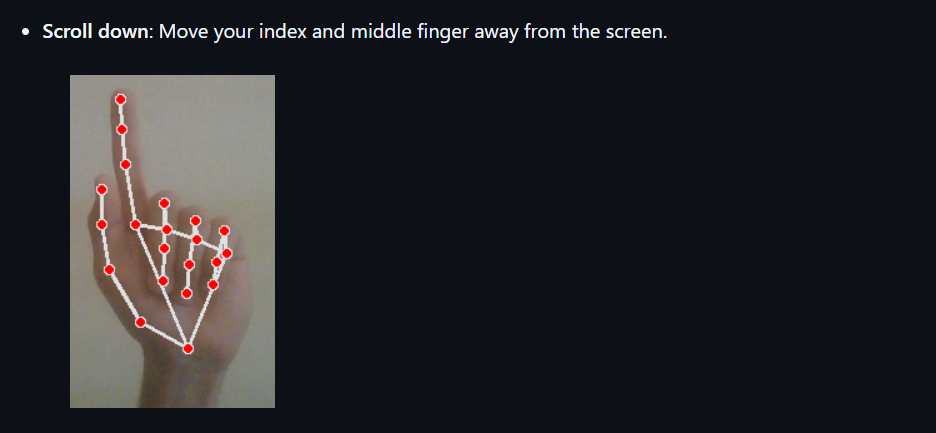 • Scroll down: Move your index and middle finger away from the screen.